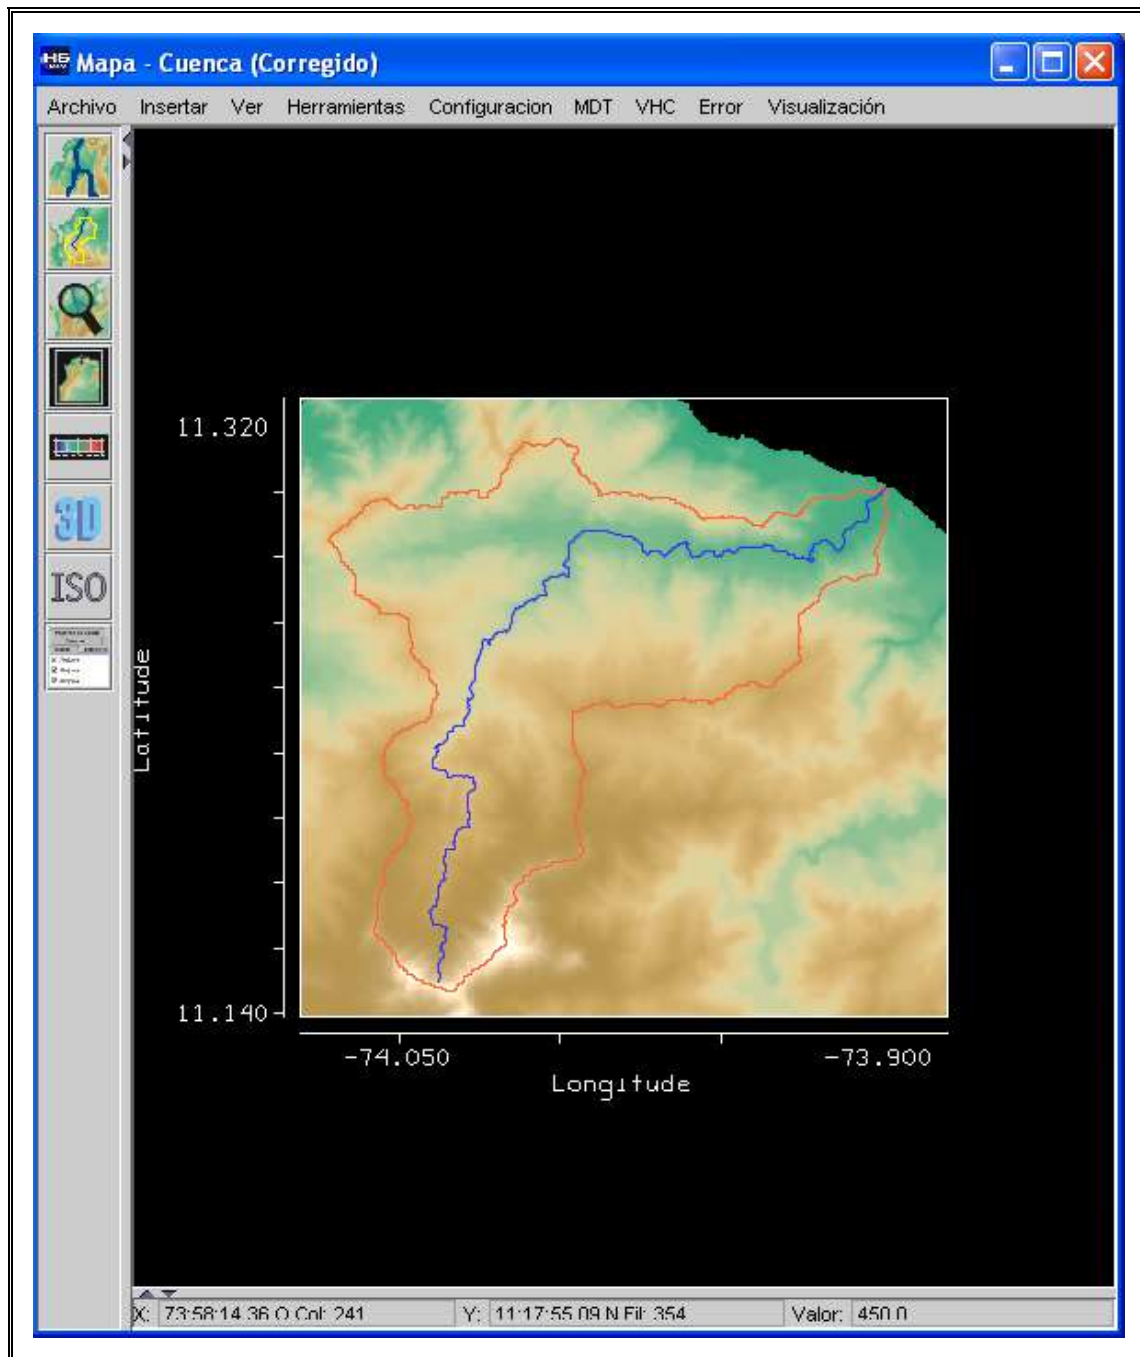 Mapa - Cuenca (Corregido)
Archivo Insertar Ver Herramientas Configuracion MDT VHC Error Visualización
3D
ISO
11.320
Latitude
11.140
-74.050 -73.900
Longitude
X: 73:58:14.36 O Col: 241 Y: 11:17:55.09 N Fil: 354 Valor: 450.0